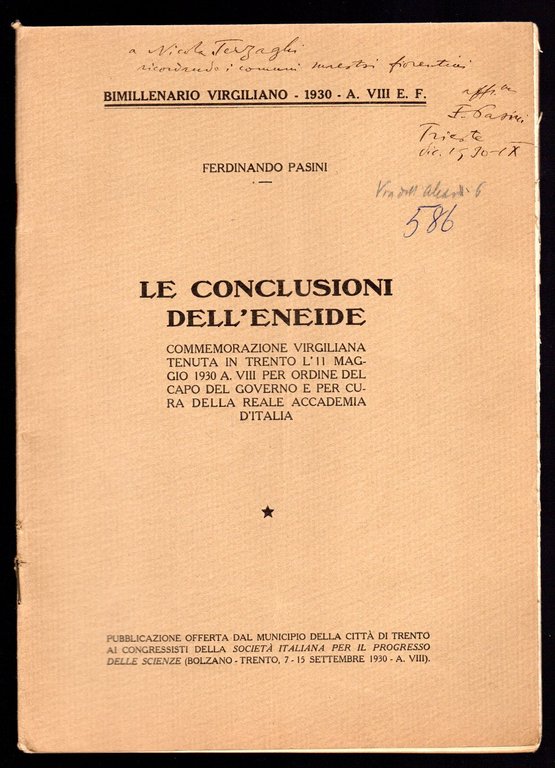 a Nicola Terzaghi
ricordando i comuni maestri fiorentini
aff.mo
F. Pasini
Trieste
dic. 1930-IX
BIMILLENARIO VIRGILIANO - 1930 - A. VIII E. F.
FERDINANDO PASINI
586
LE CONCLUSIONI
DELL'ENEIDE
COMMEMORAZIONE VIRGILIANA
TENUTA IN TRENTO L'11 MAG-
GIO 1930 A. VIII PER ORDINE DEL
CAPO DEL GOVERNO E PER CU-
RA DELLA REALE ACCADEMIA
D'ITALIA
PUBBLICAZIONE OFFERTA DAL MUNICIPIO DELLA CITTÀ DI TRENTO
AI CONGRESSISTI DELLA SOCIETÀ ITALIANA PER IL PROGRESSO
DELLE SCIENZE (BOLZANO - TRENTO, 7 - 15 SETTEMBRE 1930 - A. VIII).